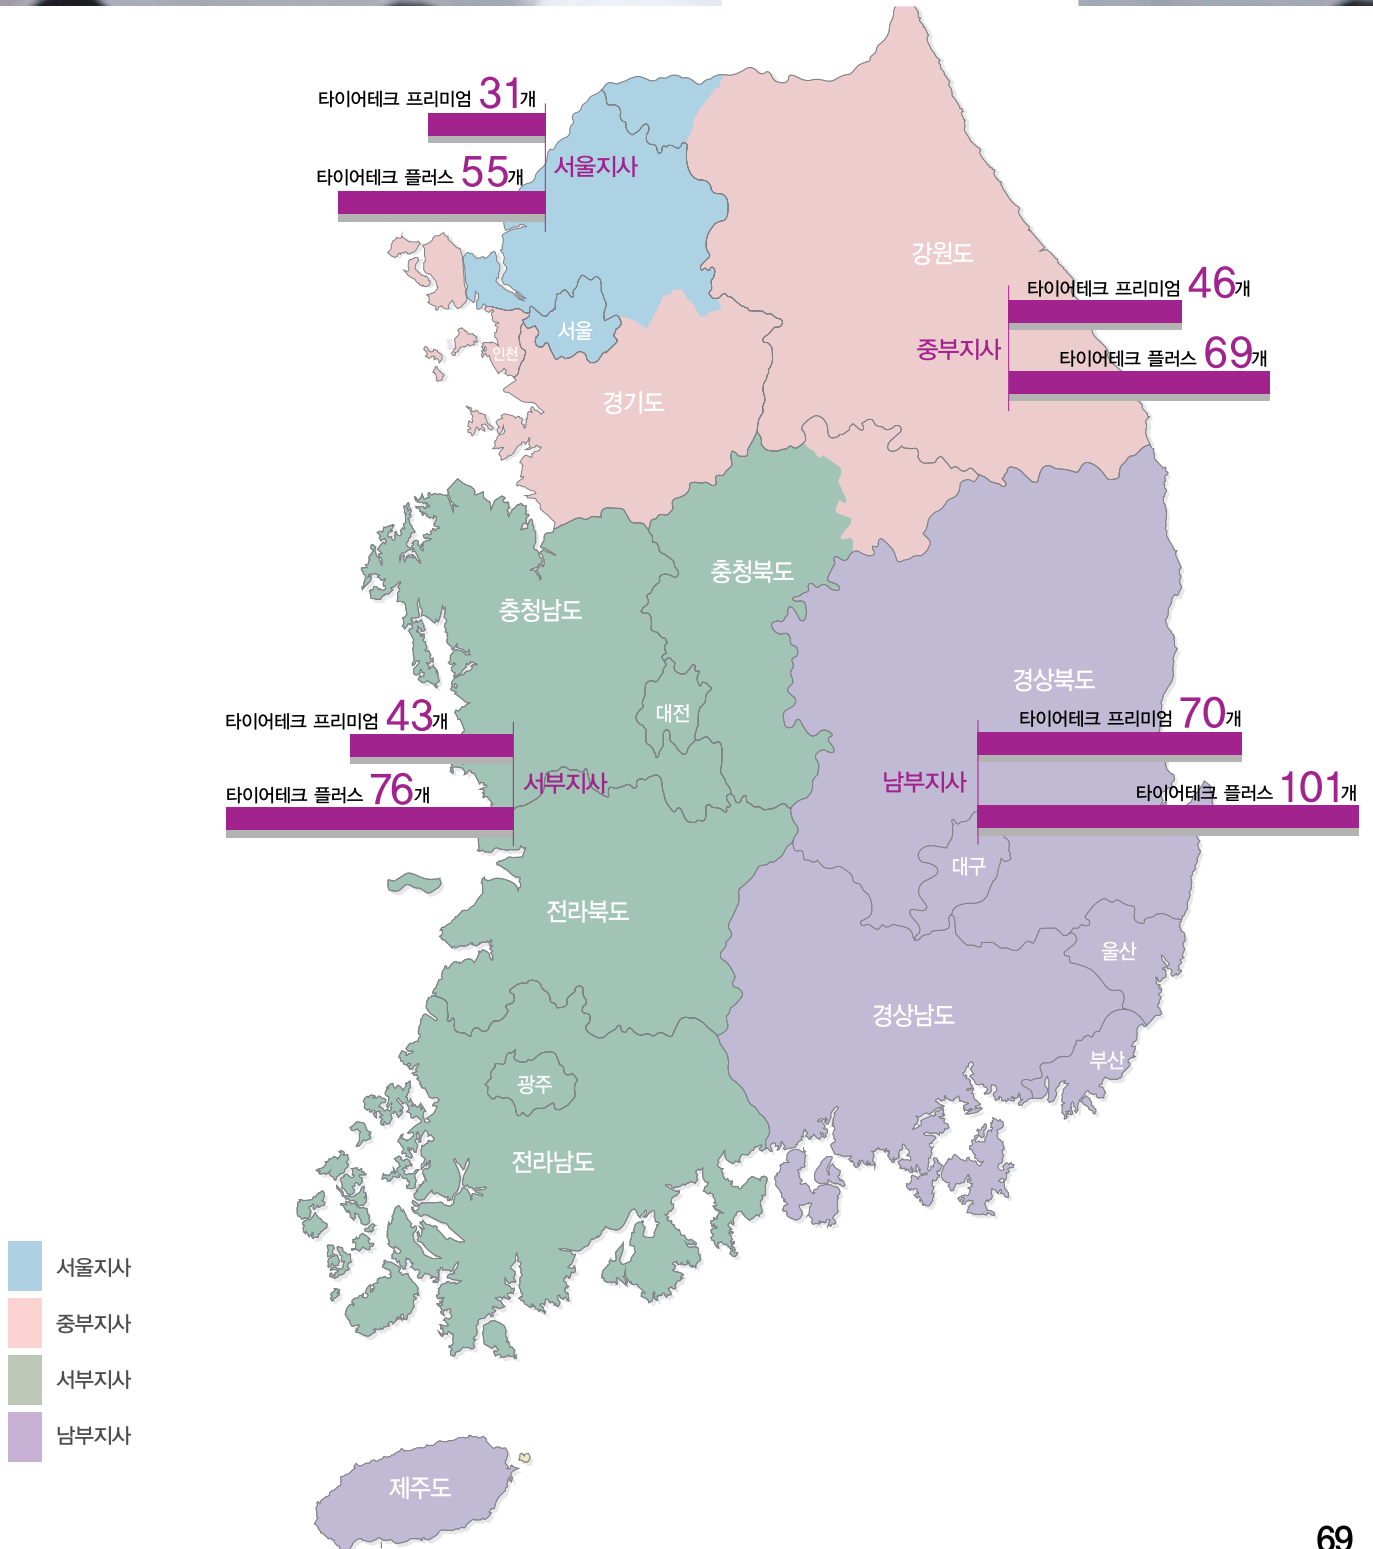 타이어테크 프리미엄 31개
타이어테크 플러스 55개
서울지사
강원도
타이어테크 프리미엄 46개
중부지사
타이어테크 플러스 69개
서울
인천
경기도
충청북도
충청남도
대전
경상북도
타이어테크 프리미엄 43개
서부지사
타이어테크 플러스 76개
타이어테크 프리미엄 70개
남부지사
타이어테크 플러스 101개
대구
전라북도
울산
경상남도
부산
광주
전라남도
서울지사
중부지사
서부지사
남부지사
제주도
69